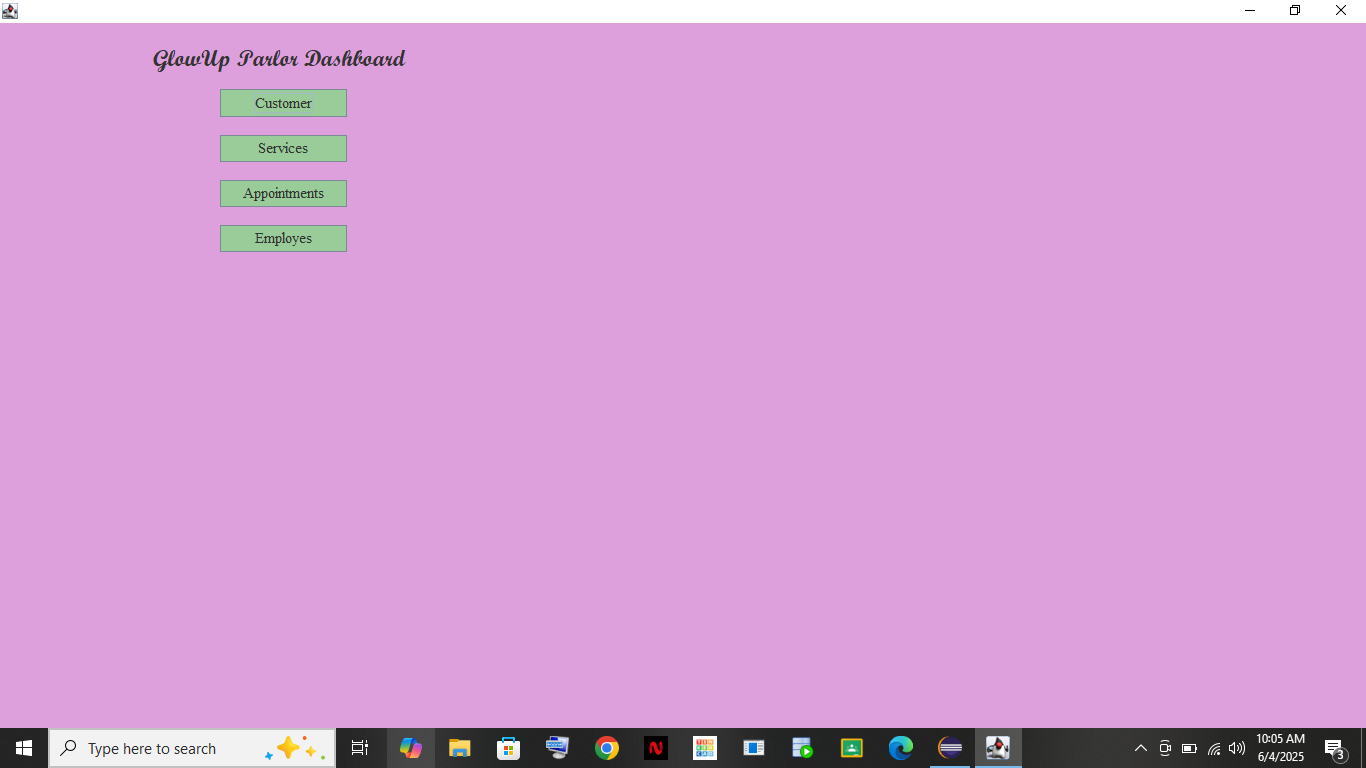 GlowUp Parlor Dashboard
Customer
Services
Appointments
Employes
Type here to search
10:05 AM
6/4/2025
3